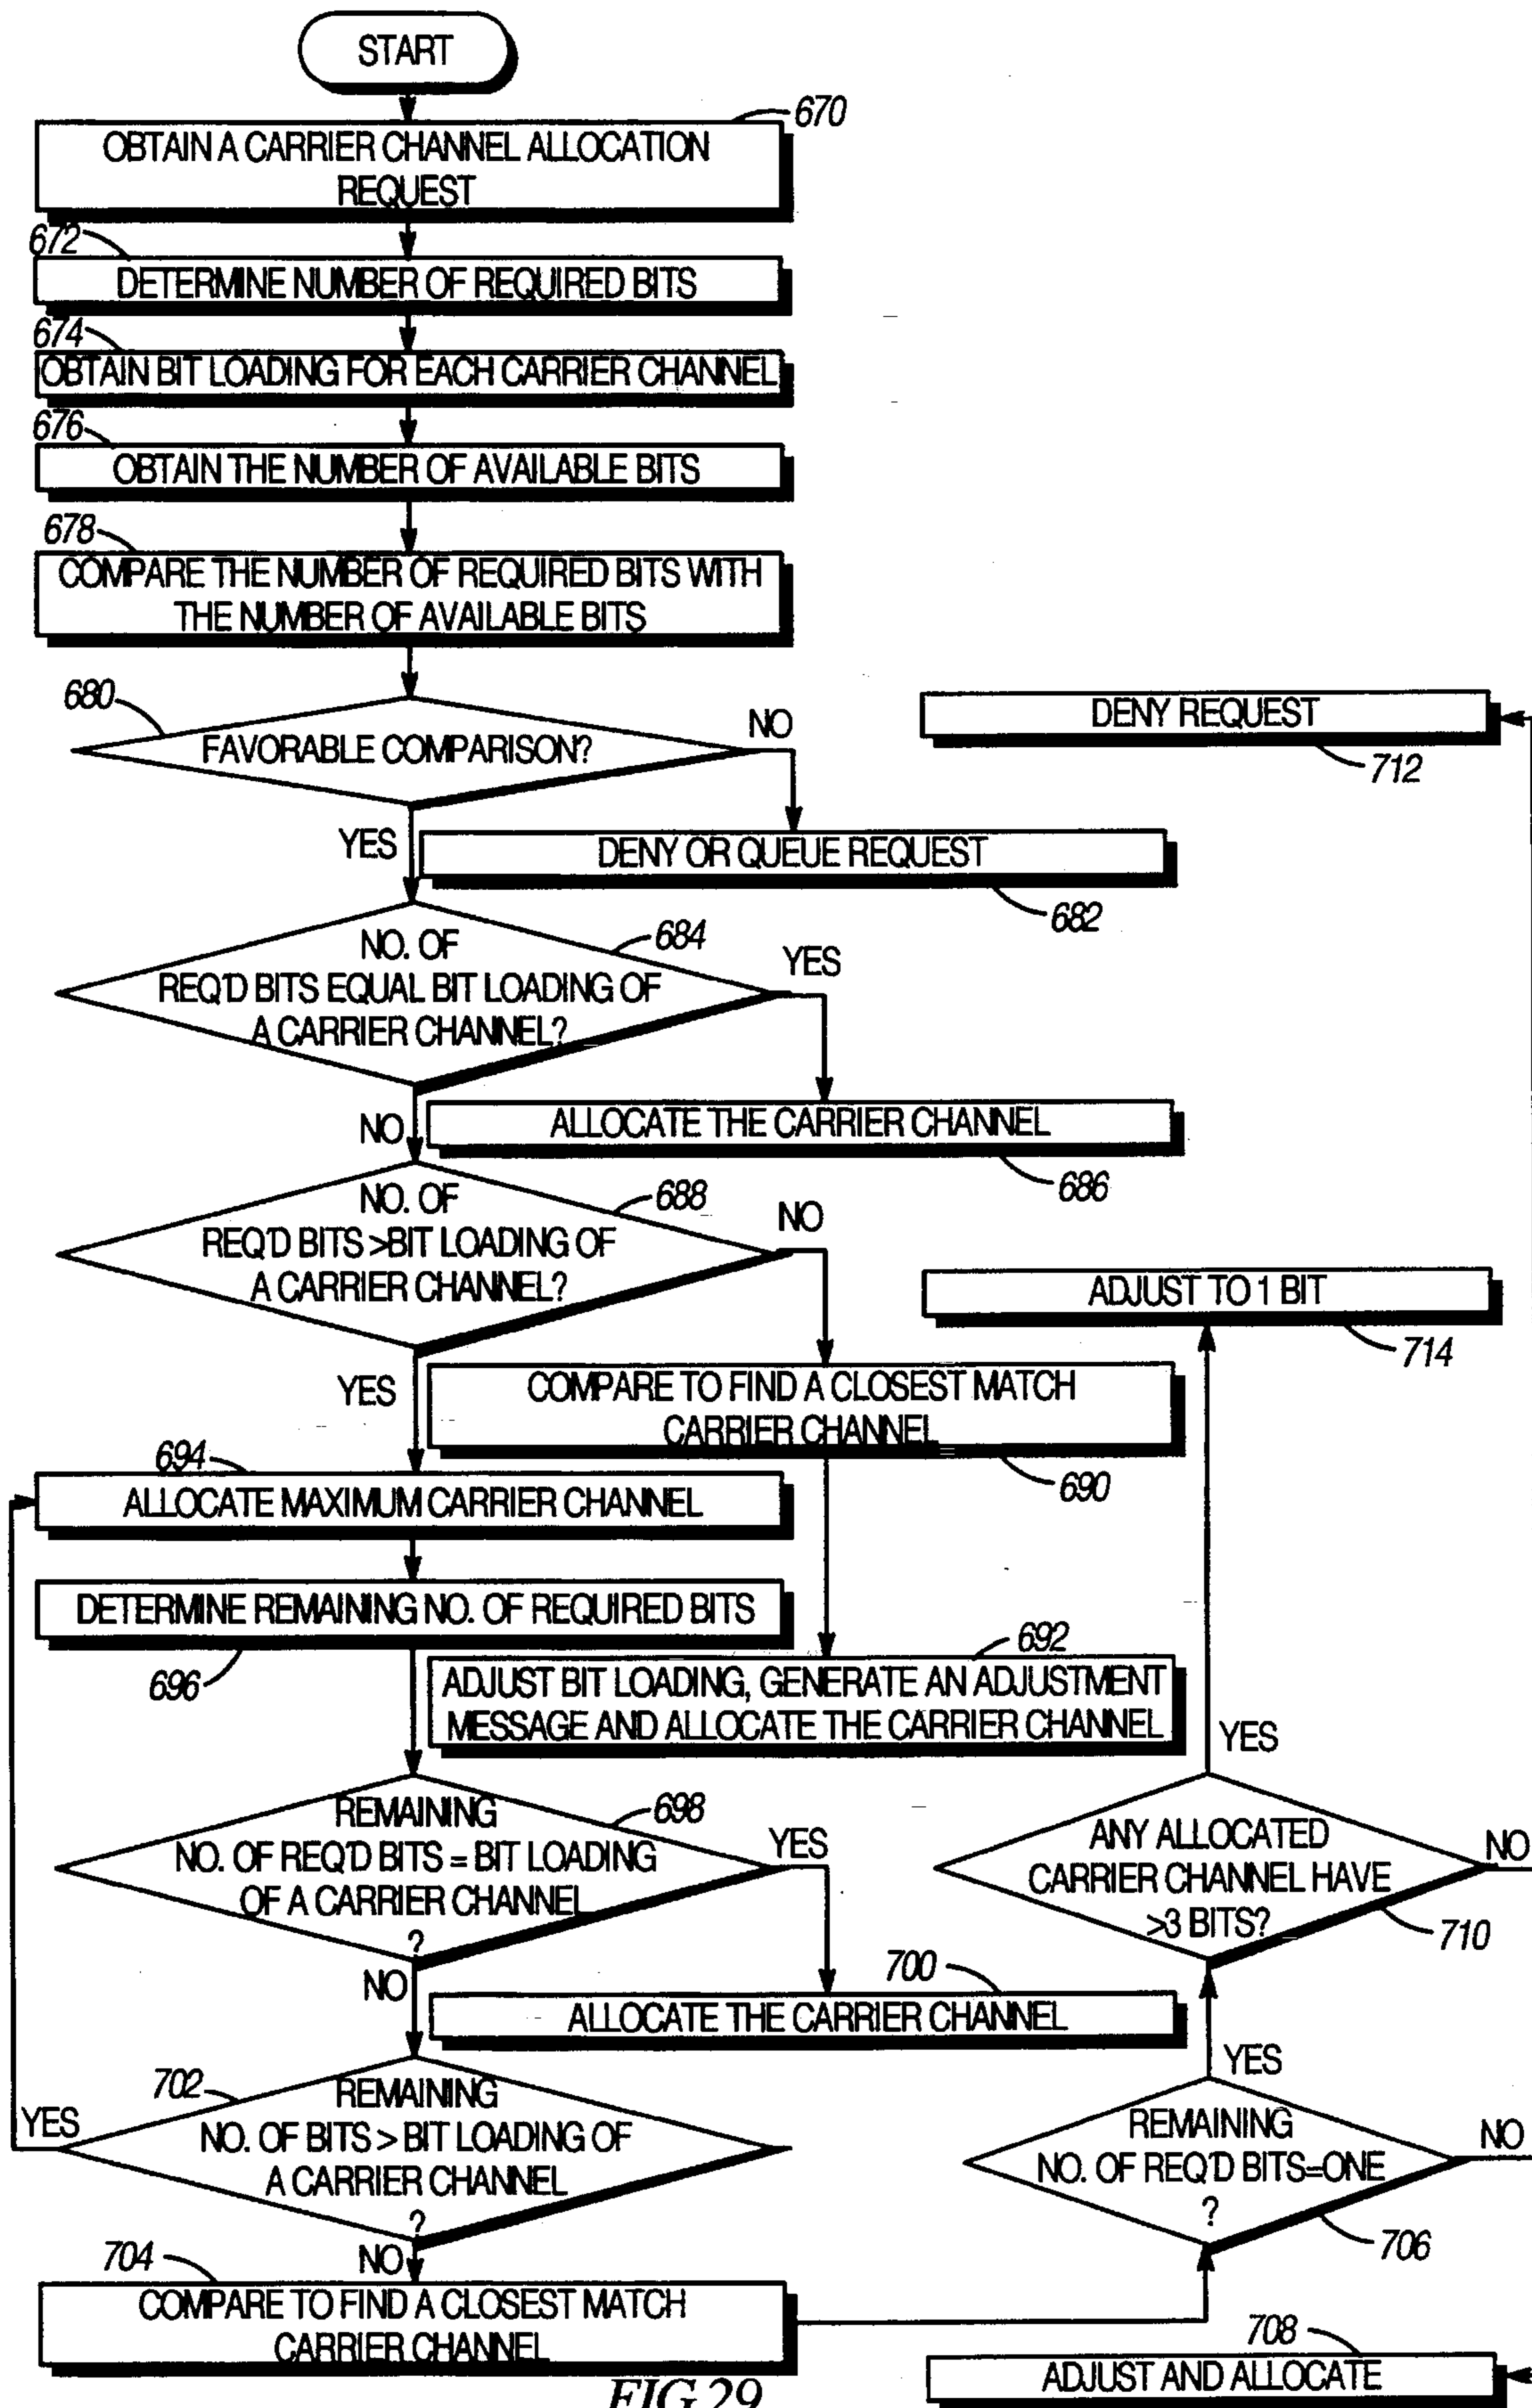 START
670
OBTAIN A CARRIER CHANNEL ALLOCATION
REQUEST
672
DETERMINE NUMBER OF REQUIRED BITS
674
OBTAIN BIT LOADING FOR EACH CARRIER CHANNEL
676
OBTAIN THE NUMBER OF AVAILABLE BITS
678
COMPARE THE NUMBER OF REQUIRED BITS WITH
THE NUMBER OF AVAILABLE BITS
680
FAVORABLE COMPARISON?
NO
YES
DENY OR QUEUE REQUEST
682
NO. OF
REQ'D BITS EQUAL BIT LOADING OF
A CARRIER CHANNEL?
684
YES
NO
ALLOCATE THE CARRIER CHANNEL
686
NO. OF
REQ'D BITS >BIT LOADING OF
A CARRIER CHANNEL?
688
NO
YES
COMPARE TO FIND A CLOSEST MATCH
CARRIER CHANNEL
690
694
ALLOCATE MAXIMUM CARRIER CHANNEL
DETERMINE REMAINING NO. OF REQUIRED BITS
696
692
ADJUST BIT LOADING, GENERATE AN ADJUSTMENT
MESSAGE AND ALLOCATE THE CARRIER CHANNEL
REMAINING
NO. OF REQ'D BITS = BIT LOADING
OF A CARRIER CHANNEL
?
698
YES
NO
700
ALLOCATE THE CARRIER CHANNEL
702
REMAINING
NO. OF BITS > BIT LOADING OF
A CARRIER CHANNEL
?
YES
NO
704
COMPARE TO FIND A CLOSEST MATCH
CARRIER CHANNEL
DENY REQUEST
712
ADJUST TO 1 BIT
714
YES
ANY ALLOCATED
CARRIER CHANNEL HAVE
>3 BITS?
NO
710
YES
REMAINING
NO. OF REQ'D BITS=ONE
?
NO
706
708
ADJUST AND ALLOCATE
FIG.29